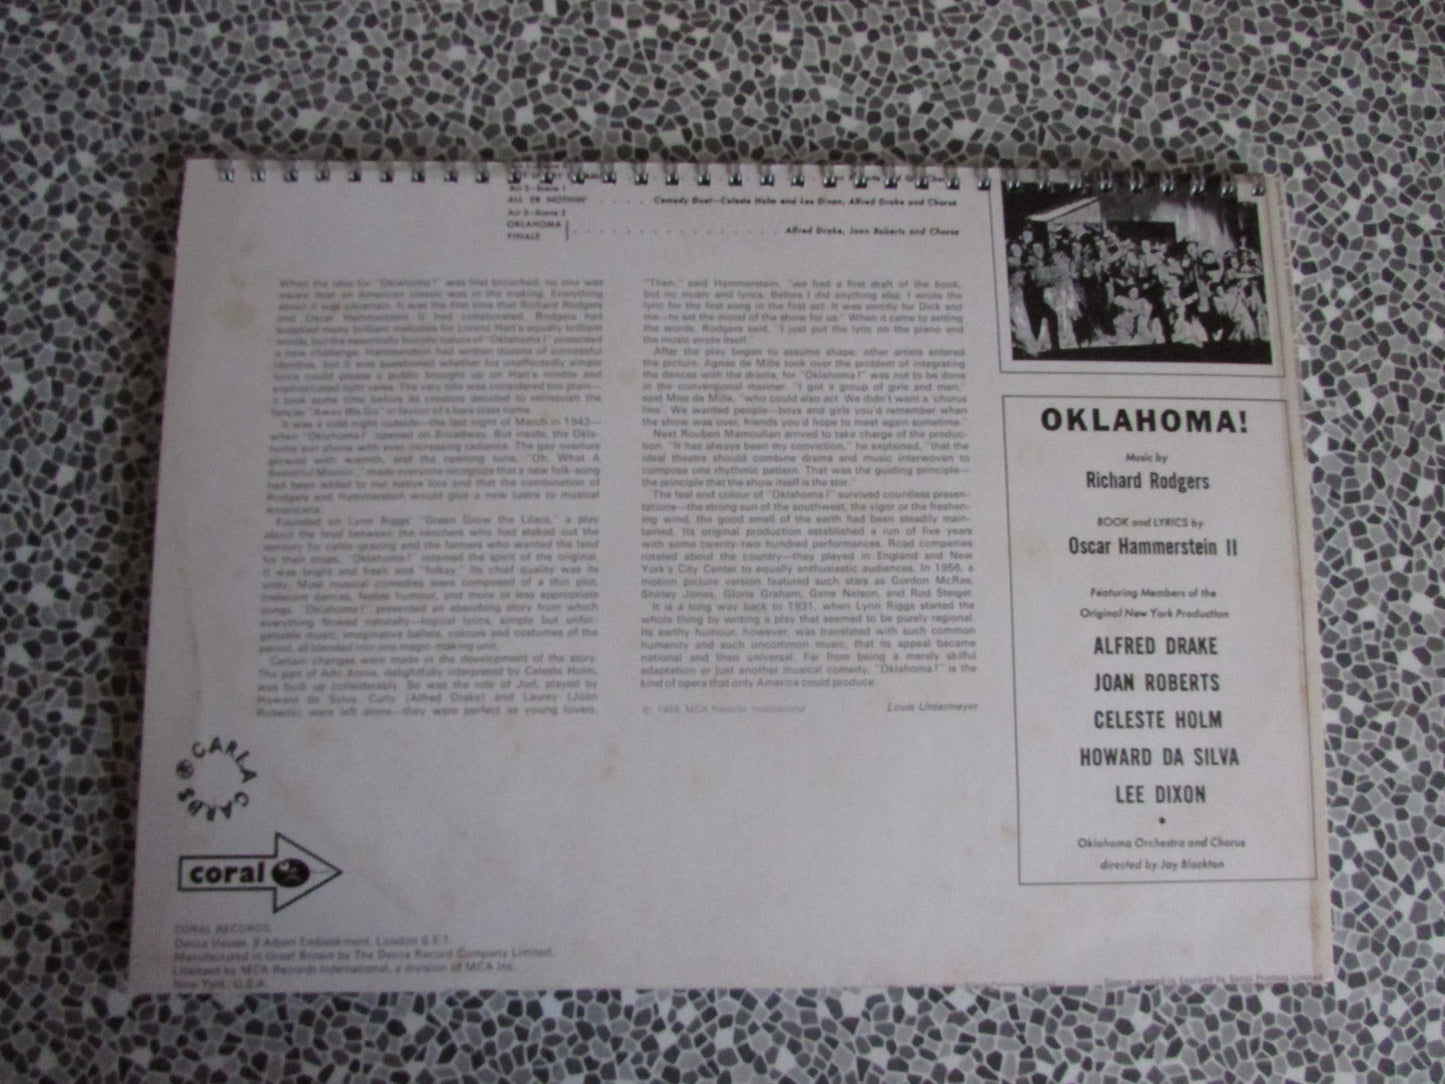 Act 2—Scene 1
ALL ER NOTHIN' . . . . Comedy Duet—Celeste Holm and Lee Dixon, Alfred Drake and Chorus
Act 2—Scene 2
OKLAHOMA
FINALE
Alfred Drake, Joan Roberts and Chorus
When the idea for "Oklahoma!" was first broached, no one was
aware that an American classic was in the making. Everything
about it was uncertain. It was the first time that Richard Rodgers
and Oscar Hammerstein II had collaborated. Rodgers had
supplied many brilliant melodies for Lorenz Hart's equally brilliant
words, but the essentially bucolic nature of "Oklahoma!" presented
a new challenge. Hammerstein had written dozens of successful
librettos, but it was questioned whether his unaffectedly simple
lyrics could please a public brought up on Hart's nimble and
sophisticated light verse. The very title was considered too plain—
it took some time before its creators decided to relinquish the
fancier "Away We Go" in favour of a bare state name.
It was a cold night outside—the last night of March in 1943—
when "Oklahoma!" opened on Broadway. But inside, the Okla-
homa sun shone with ever increasing radiance. The gay overture
glowed with warmth, and the opening tune, "Oh, What A
Beautiful Mornin'," made everyone recognize that a new folk-song
had been added to our native love and that the combination of
Rodgers and Hammerstein would give a new lustre to musical
Americana.
Founded on Lynn Riggs' "Green Grow the Lilacs," a play
about the feud between the ranchers who had staked out the
territory for cattle-grazing and the farmers who wanted the land
for their crops, "Oklahoma!" retained the spirit of the original.
It was bright and fresh and "folksy." Its chief quality was its
unity. Most musical comedies were composed of a thin plot,
irrelevant dances, feeble humour, and more or less appropriate
songs. "Oklahoma!" presented an absorbing story from which
everything flowed naturally—logical lyrics, simple but unfor-
gettable music, imaginative ballets, colours and costumes of the
period, all blended into one magic-making unit.
Certain changes were made in the development of the story.
The part of Ado Annie, delightfully interpreted by Celeste Holm,
was built up considerably. So was the role of Jud, played by
Howard da Sylva. Curly (Alfred Drake) and Laurey (Joan
Roberts) were left alone—they were perfect as young lovers.
"Then," said Hammerstein, "we had a first draft of the book,
but no music and lyrics. Before I did anything else, I wrote the
lyric for the first song in the first act. It was strictly for Dick and
me—to set the mood of the show for us." When it came to setting
the words, Rodgers said, "I just put the lyric on the piano and
the music wrote itself."
After the play began to assume shape, other artists entered
the picture. Agnes de Mille took over the problem of integrating
the dances with the drama, for "Oklahoma!" was not to be done
in the conventional manner. "I got a group of girls and men,"
said Miss de Mille, "who could also act. We didn't want a 'chorus
line'. We wanted people—boys and girls you'd remember when
the show was over, friends you'd hope to meet again sometime."
Next Rouben Mamoulian arrived to take charge of the produc-
tion. "It has always been my conviction," he explained, "that the
ideal theatre should combine drama and music interwoven to
compose one rhythmic pattern. That was the guiding principle—
the principle that the show itself is the star."
The feel and colour of "Oklahoma!" survived countless presen-
tations—the strong sun of the southwest, the vigor or the freshen-
ing wind, the good smell of the earth had been steadily main-
tained. Its original production established a run of five years
with some twenty-two hundred performances. Road companies
rotated about the country—they played in England and New
York's City Center to equally enthusiastic audiences. In 1956, a
motion picture version featured such stars as Gordon McRae,
Shirley Jones, Gloria Graham, Gene Nelson, and Rod Steiger.
It is a long way back to 1931, when Lynn Riggs started the
whole thing by writing a play that seemed to be purely regional.
Its earthy humour, however, was translated with such common
humanity and such uncommon music, that its appeal became
national and then universal. Far from being a merely skilful
adaptation or just another musical comedy, "Oklahoma!" is the
kind of opera that only America could produce.
MCA Records International
Louis Untermeyer
OKLAHOMA!
Music by
Richard Rodgers
BOOK and LYRICS by
Oscar Hammerstein II
Featuring Members of the
Original New York Production
ALFRED DRAKE
JOAN ROBERTS
CELESTE HOLM
HOWARD DA SILVA
LEE DIXON
*
Oklahoma Orchestra and Chorus
directed by Jay Blackton
CARLA CARDS
coral
CORAL RECORDS,
Decca House, 9 Albert Embankment, London S.E.1
Manufactured in Great Britain by The Decca Record Company Limited.
Licensed by MCA Records International, a division of MCA Inc.
New York, U.S.A.